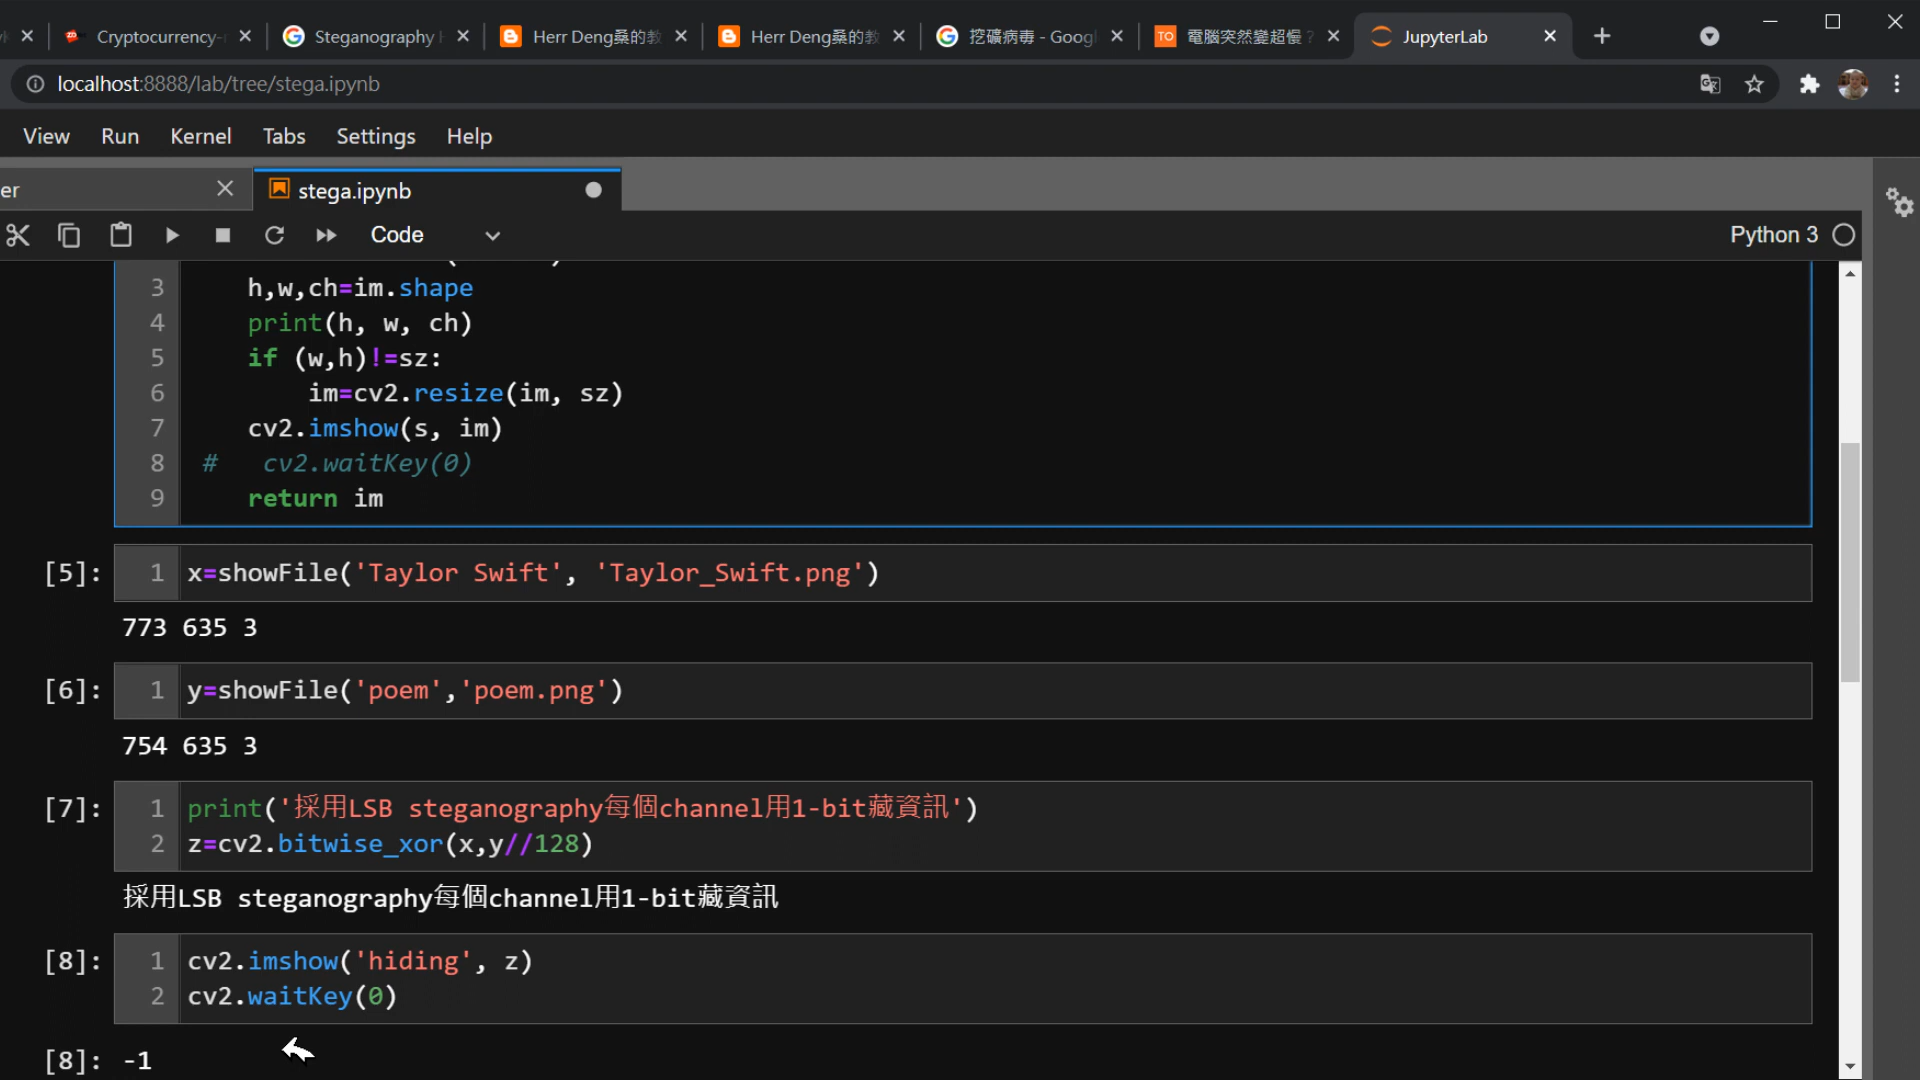 Cryptocurrency-
Steganography
Herr Deng桑的教
Herr Deng桑的教
挖礦病毒 - Googl
TO 電腦突然變超慢？
JupyterLab
localhost:8888/lab/tree/stega.ipynb
View Run Kernel Tabs Settings Help
er
stega.ipynb
Code
Python 3
3 h,w,ch=im.shape
4 print(h, w, ch)
5 if (w,h)!=sz:
6 im=cv2.resize(im, sz)
7 cv2.imshow(s, im)
8 # cv2.waitKey(0)
9 return im
[5]: 1 x=showFile('Taylor Swift', 'Taylor_Swift.png')
773 635 3
[6]: 1 y=showFile('poem','poem.png')
754 635 3
[7]: 1 print('採用LSB steganography每個channel用1-bit藏資訊')
2 z=cv2.bitwise_xor(x,y//128)
採用LSB steganography每個channel用1-bit藏資訊
[8]: 1 cv2.imshow('hiding', z)
2 cv2.waitKey(0)
[8]: -1